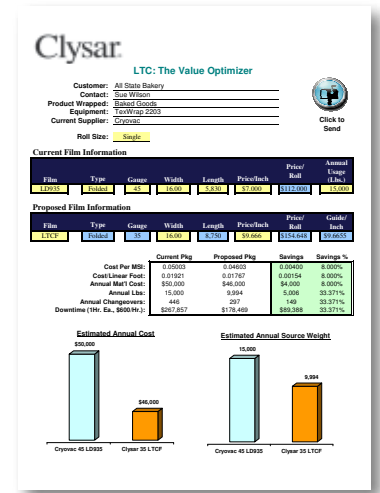 Clysar.
LTC: The Value Optimizer
Customer: All State Bakery
Contact: Sue Wilson
Product Wrapped: Baked Goods
Equipment: TexWrap 2203
Current Supplier: Cryovac
Click to
Send
Roll Size: Single
Current Film Information
Film Type Gauge Width Length Price/Inch Price/ Roll Annual Usage (Lbs.)
LD935 Folded 45 16.00 5,830 $7.000 $112.000 15,000
Proposed Film Information
Film Type Gauge Width Length Price/Inch Price/ Roll Guide/ Inch
LTCF Folded 35 16.00 8,750 $9.666 $154.648 $9.6655
Current Pkg Proposed Pkg Savings Savings %
Cost Per MSI: 0.05003 0.04603 0.00400 8.000%
Cost/Linear Foot: 0.01921 0.01767 0.00154 8.000%
Annual Mat'l Cost: $50,000 $46,000 $4,000 8.000%
Annual Lbs: 15,000 9,994 5,006 33.371%
Annual Changeovers: 446 297 149 33.371%
Downtime (1Hr. Ea., $600/Hr.): $267,857 $178,469 $89,388 33.371%
Estimated Annual Cost
$50,000
$46,000
Cryovac 45 LD935 Clysar 35 LTCF
Estimated Annual Source Weight
15,000
9,994
Cryovac 45 LD935 Clysar 35 LTCF